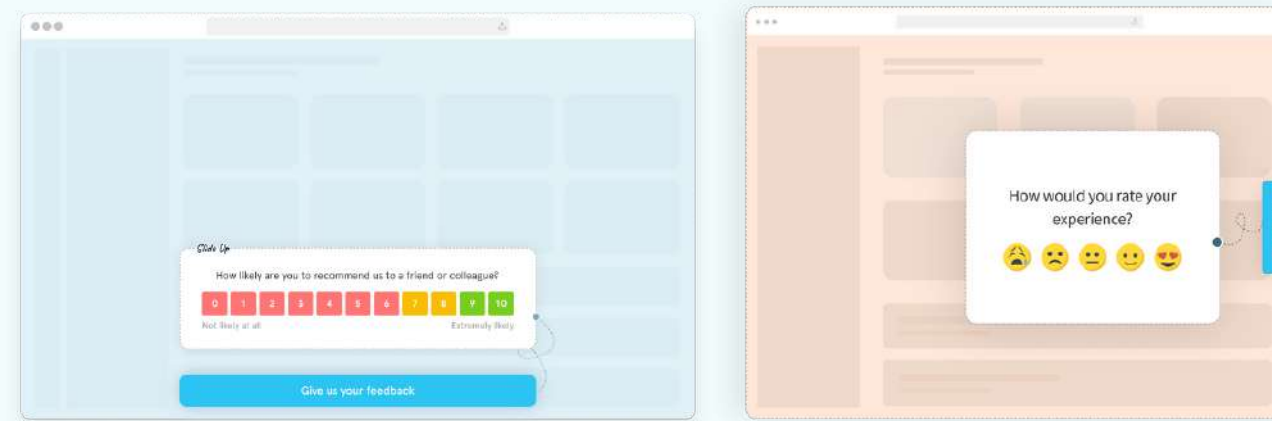 Slide Up
How likely are you to recommend us to a friend or colleague?
0 1 2 3 4 5 6 7 8 9 10
Not likely at all Extremely likely
Give us your feedback
How would you rate your
experience?